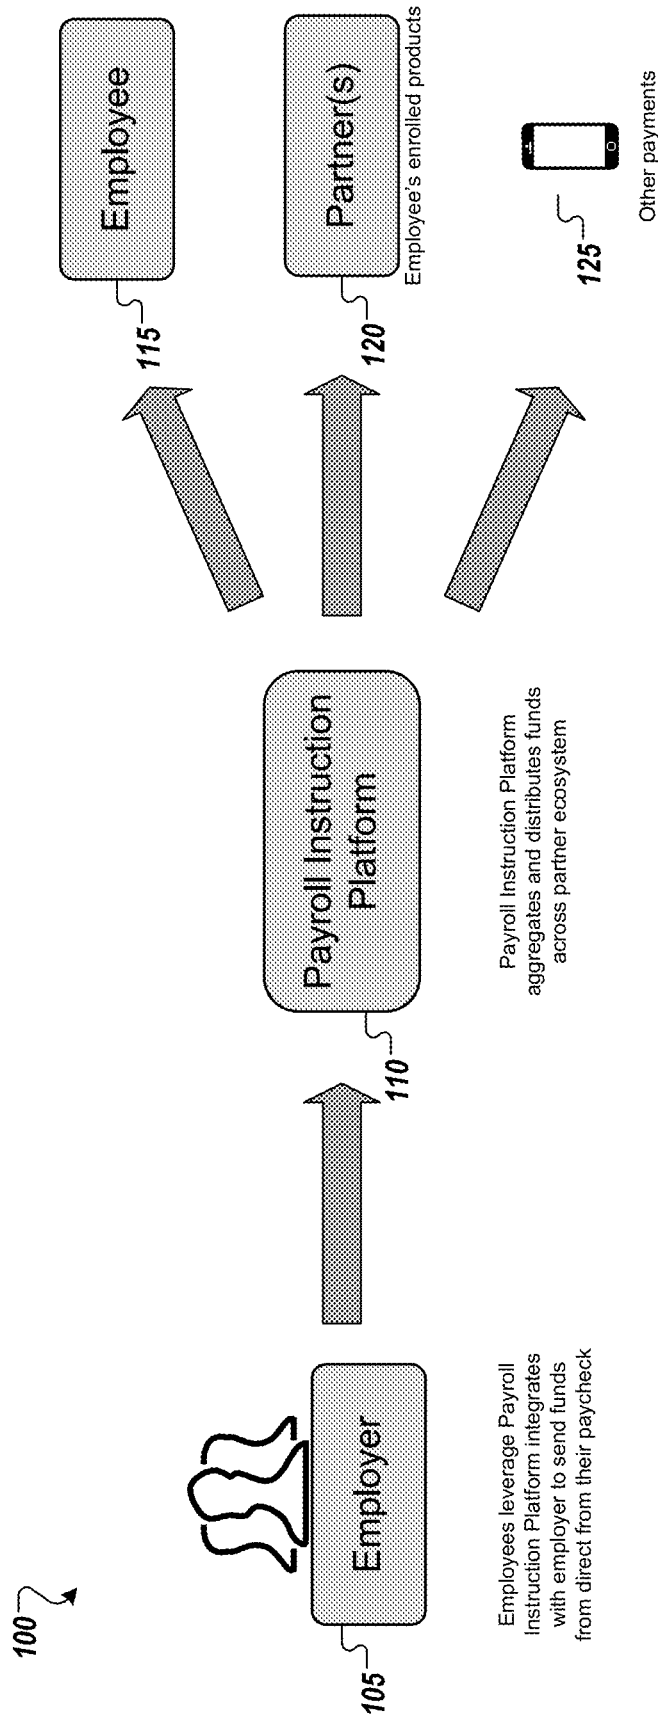 100
Employer
105
Employees leverage Payroll
Instruction Platform integrates
with employer to send funds
from direct from their paycheck
Payroll Instruction
Platform
110
Payroll Instruction Platform
aggregates and distributes funds
across partner ecosystem
Employee
115
Partner(s)
Employee's enrolled products
120
125
Other payments